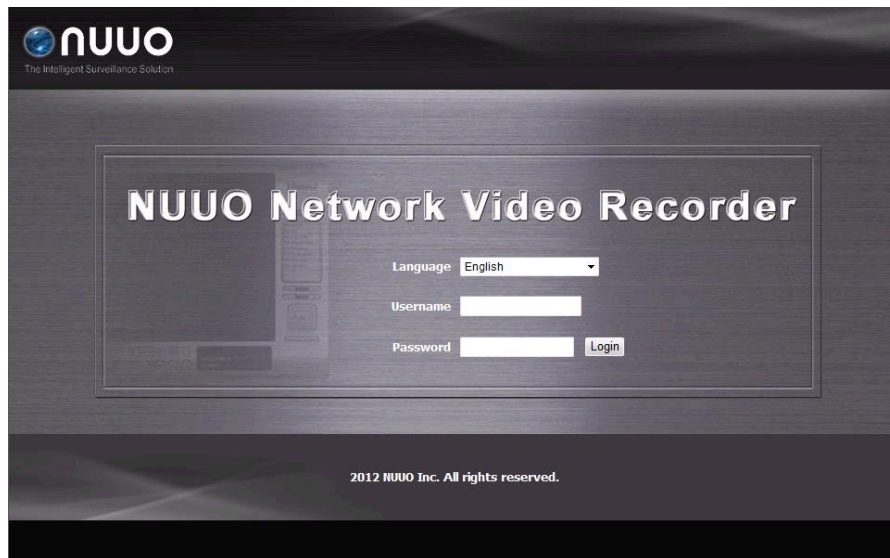 nuuo
The Intelligent Surveillance Solution
NUUO Network Video Recorder
Language English
Username
Password Login
2012 NUUO Inc. All rights reserved.